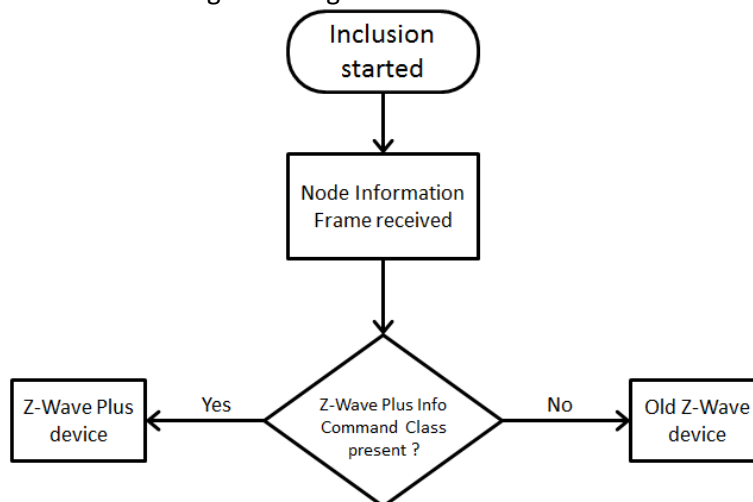 Inclusion
started
Node Information
Frame received
Z-Wave Plus
device
Yes
Z-Wave Plus Info
Command Class
present ?
No
Old Z-Wave
device